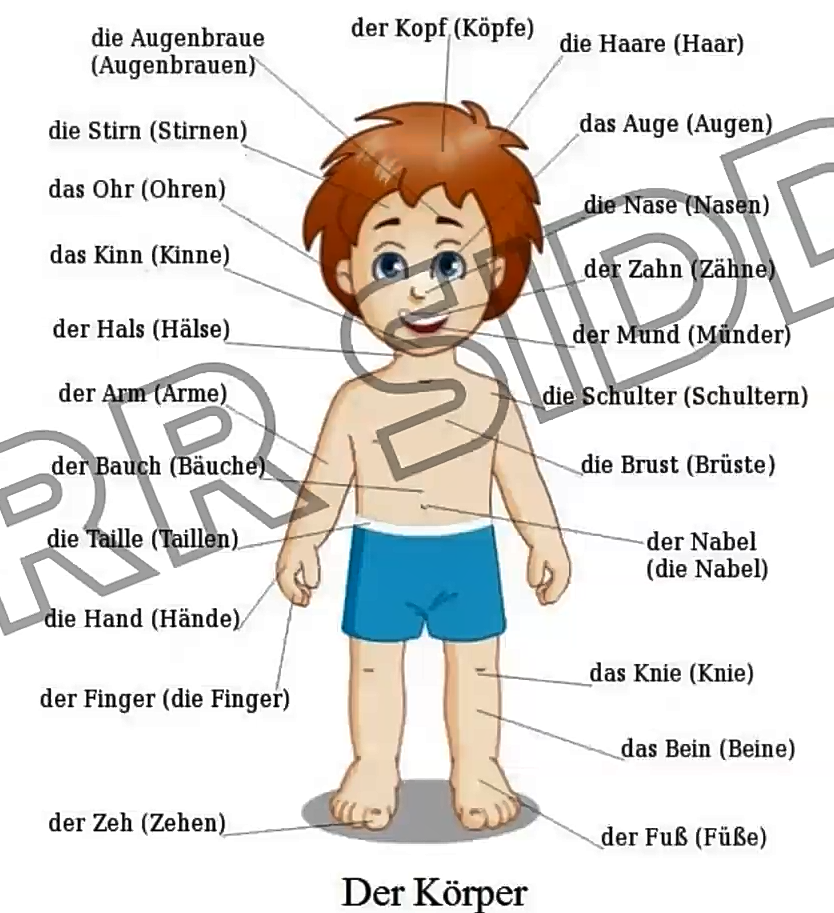 die Augenbraue
(Augenbrauen)
der Kopf (Köpfe)
die Haare (Haar)
die Stirn (Stirnen)
das Auge (Augen)
das Ohr (Ohren)
die Nase (Nasen)
das Kinn (Kinne)
der Zahn (Zähne)
der Hals (Hälse)
der Mund (Münder)
der Arm (Arme)
die Schulter (Schultern)
der Bauch (Bäuche)
die Brust (Brüste)
die Taille (Taillen)
der Nabel
(die Nabel)
die Hand (Hände)
der Finger (die Finger)
das Knie (Knie)
das Bein (Beine)
der Zeh (Zehen)
der Fuß (Füße)
Der Körper